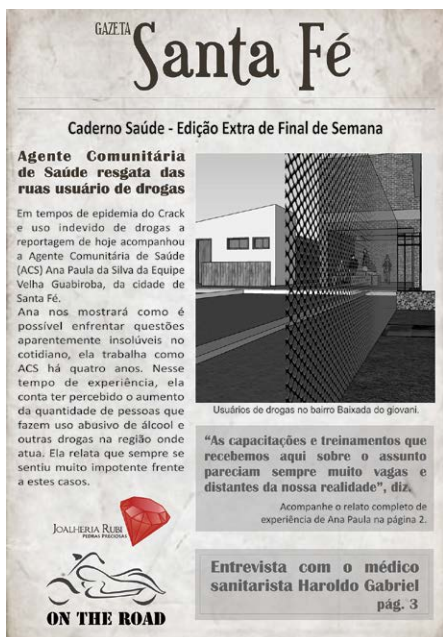 GAZETA
Santa Fé
Caderno Saúde - Edição Extra de Final de Semana
Agente Comunitária
de Saúde resgata das
ruas usuário de drogas
Em tempos de epidemia do Crack
e uso indevido de drogas a
reportagem de hoje acompanhou
a Agente Comunitária de Saúde
(ACS) Ana Paula da Silva da Equipe
Velha Guabiroba, da cidade de
Santa Fé.
Ana nos mostrará como é
possível enfrentar questões
aparentemente insolúveis no
cotidiano, ela trabalha como
ACS há quatro anos. Nesse
tempo de experiência, ela
conta ter percebido o aumento
da quantidade de pessoas que
fazem uso abusivo de álcool e
outras drogas na região onde
atua. Ela relata que sempre se
sentiu muito impotente frente
a estes casos.
JOALHERIA RUBI
PEDRAS PRECIOSAS
ON THE ROAD
Usuários de drogas no bairro Baixada do giovani.
“As capacitações e treinamentos que
recebemos aqui sobre o assunto
pareciam sempre muito vagas e
distantes da nossa realidade”, diz.
Acompanhe o relato completo de
experiência de Ana Paula na página 2.
Entrevista com o médico
sanitarista Haroldo Gabriel
pág. 3